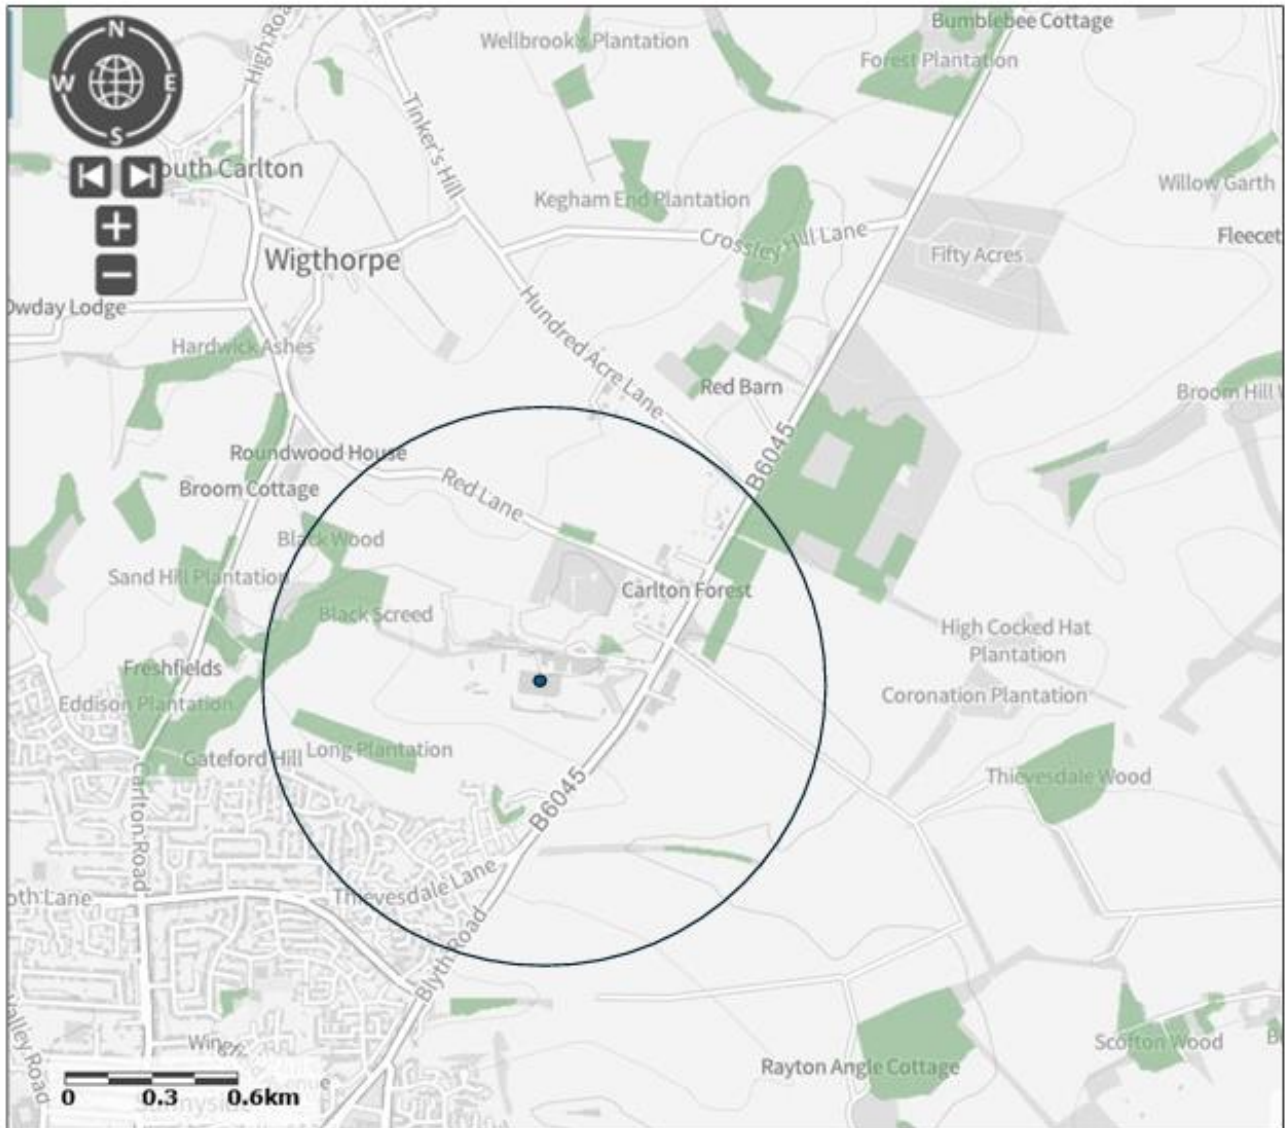 Bumblebee Cottage
Wellbrook's Plantation
Forest Plantation
High Road
N
W
E
S
Tinker's Hill
outh Carlton
Willow Garth
Kegham End Plantation
Crossley Hill Lane
Fleecet
Fifty Acres
Wigthorpe
Owday Lodge
Hundred Acre Lane
Hardwick Ashes
Red Barn
Broom Hill
B6045
Roundwood House
Red Lane
Broom Cottage
Black Wood
Sand Hill Plantation
Carlton Forest
Black Screed
High Cocked Hat
Plantation
Freshfields
Coronation Plantation
Eddison Plantation
Long Plantation
Gateford Hill
Thievesdale Wood
B6045
Carlton Road
Thievesdale Lane
oth Lane
Blyth Road
Valley Road
Scofton Wood
B
Rayton Angle Cottage
0
0.3
0.6km
Sunnyside